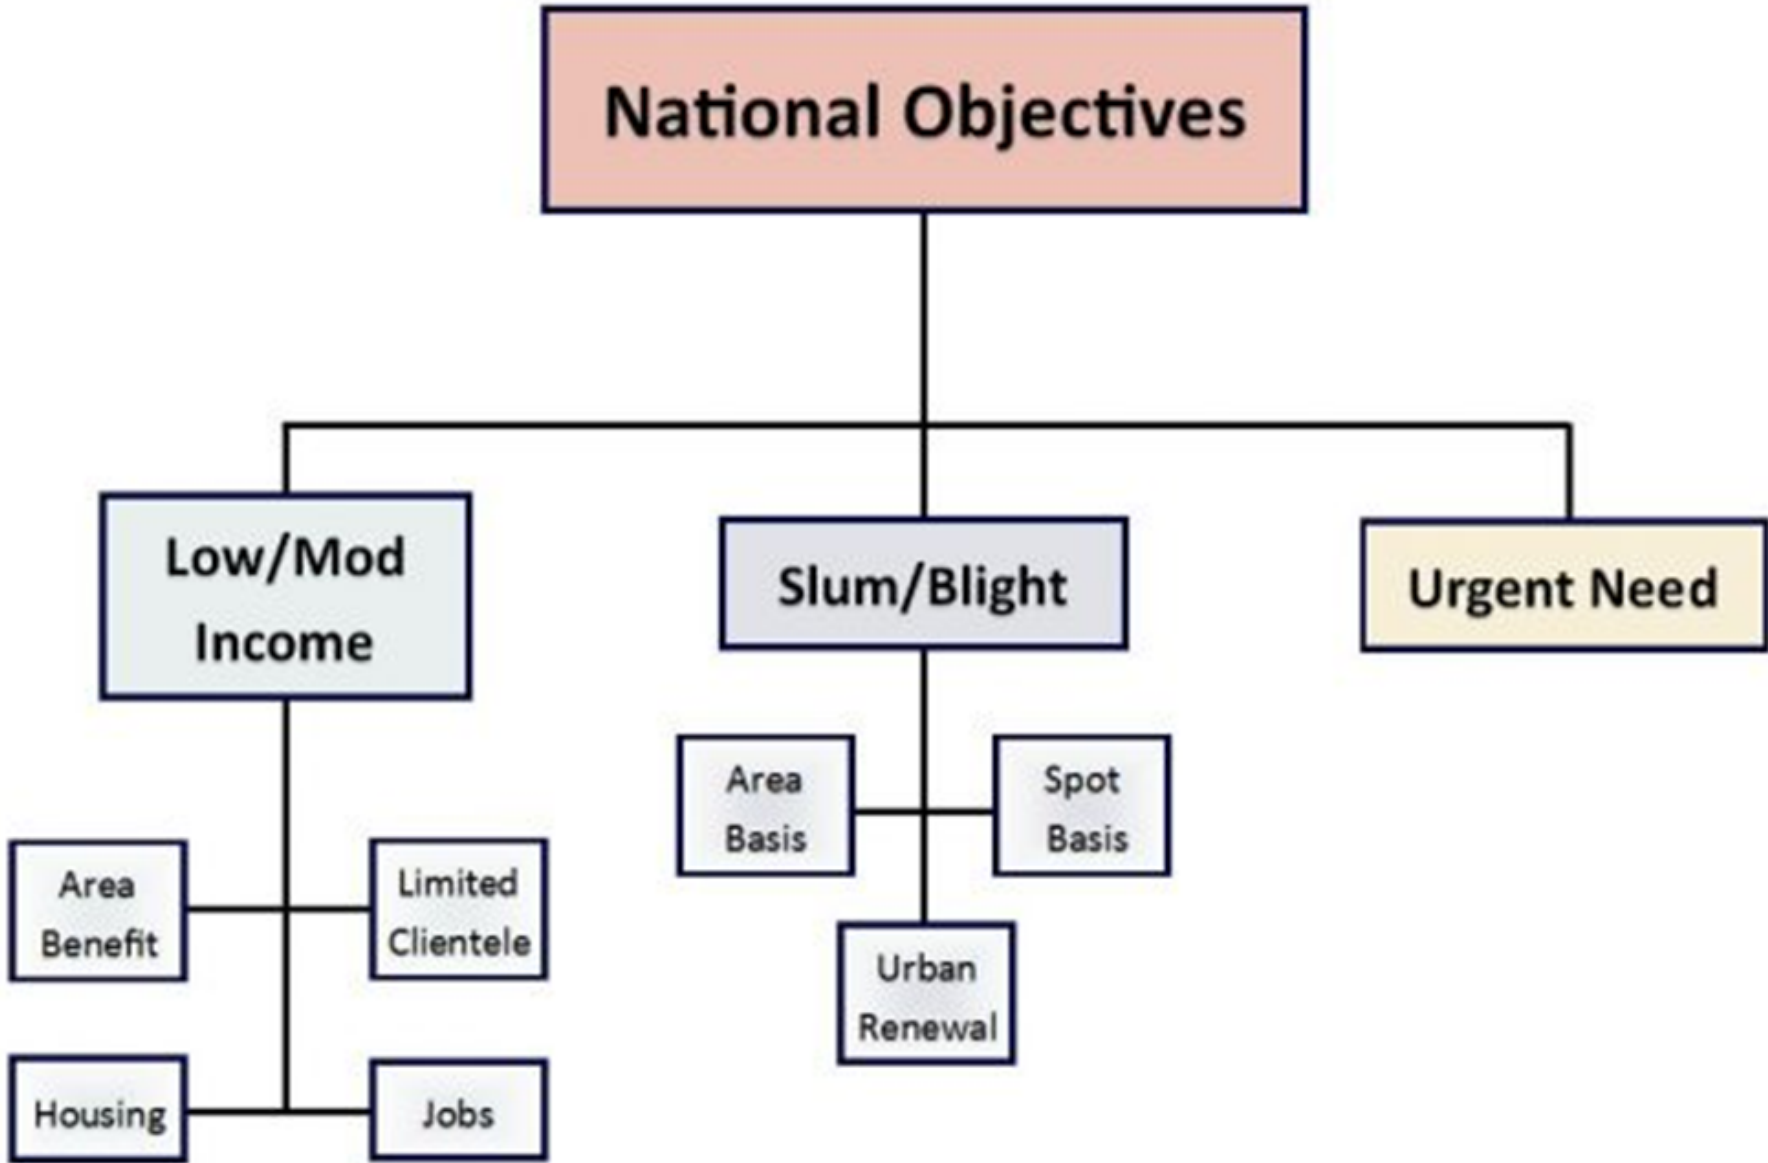 National Objectives
Low/Mod
Income
Slum/Blight
Urgent Need
Area
Benefit
Limited
Clientele
Housing
Jobs
Area
Basis
Spot
Basis
Urban
Renewal